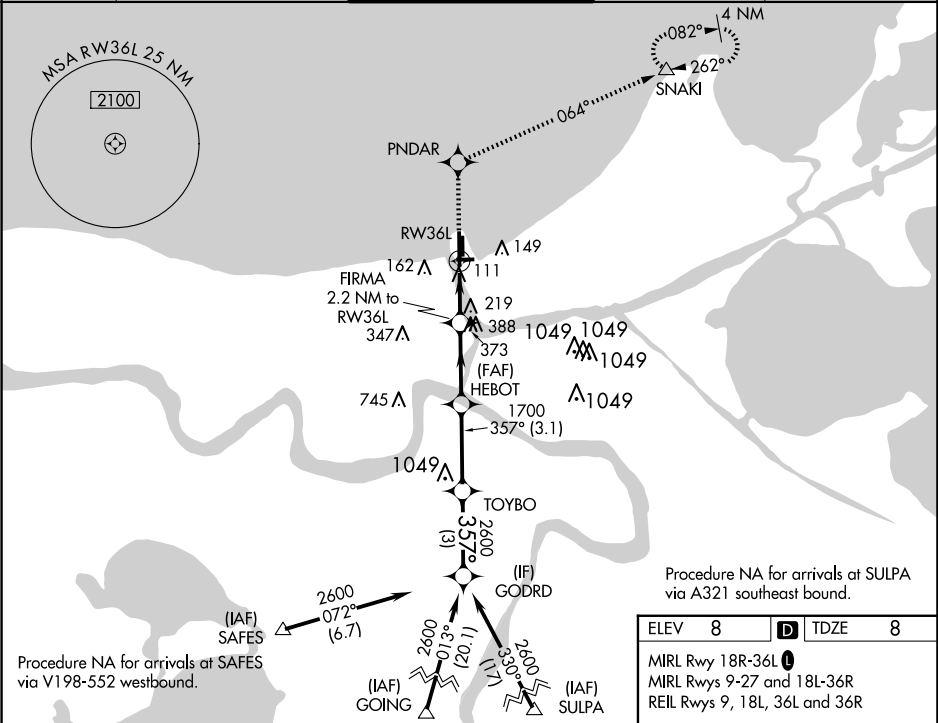 4 NM
082°
262°
SNAKI
MSA RW36L 25 NM
2100
064°
PNDAR
RW36L
149
162
111
FIRMA
2.2 NM to
RW36L
219
388
347
373
1049
1049
1049
(FAF)
HEBOT
745
1049
1700
357° (3.1)
1049
TOYBO
2600
357°
(3)
(IF)
GODRD
Procedure NA for arrivals at SULPA
via A321 southeast bound.
2600
072°
(6.7)
(IAF)
SAFES
2600
013°
(20.1)
2600
330°
(17)
Procedure NA for arrivals at SAFES
via V198-552 westbound.
(IAF)
GOING
(IAF)
SULPA
ELEV 8 D TDZE 8
MIRL Rwy 18R-36L L
MIRL Rwys 9-27 and 18L-36R
REIL Rwys 9, 18L, 36L and 36R